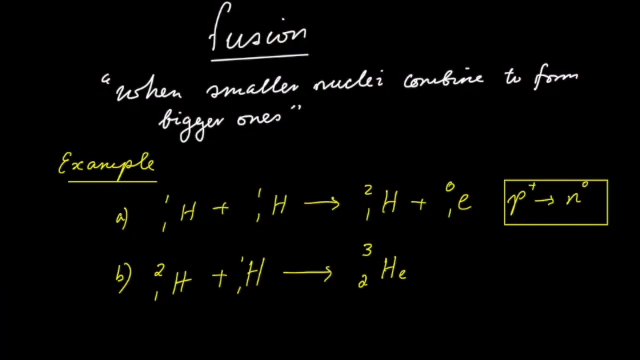 fusion
"When smaller nuclei combine to form
bigger ones"
Example
a) ¹₁H + ¹₁H → ²₁H + ⁰₁e p⁺ → n⁰
b) ²₁H + ¹₁H → ³₂He